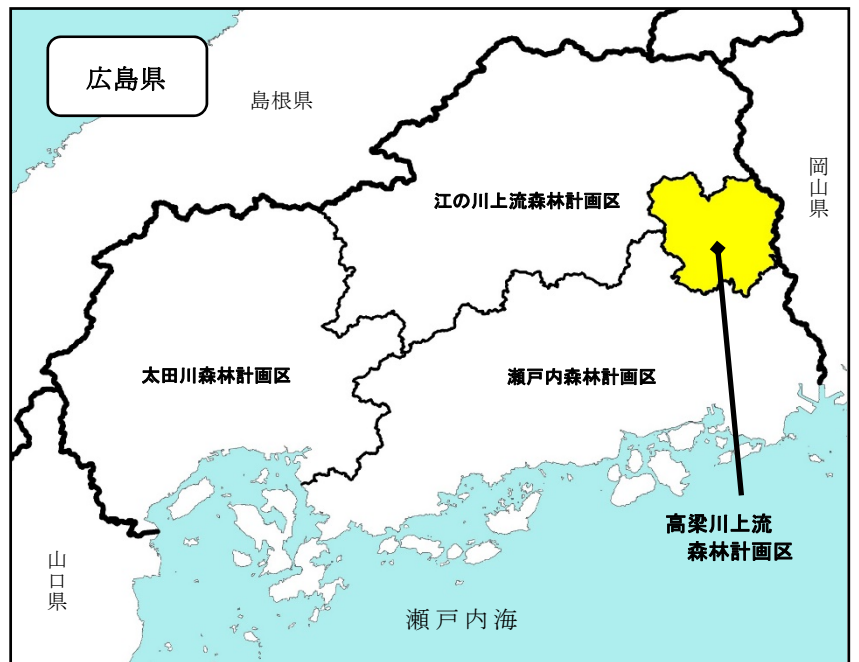 広島県
島根県
岡山県
江の川上流森林計画区
太田川森林計画区
瀬戸内森林計画区
高梁川上流
森林計画区
山口県
瀬戸内海